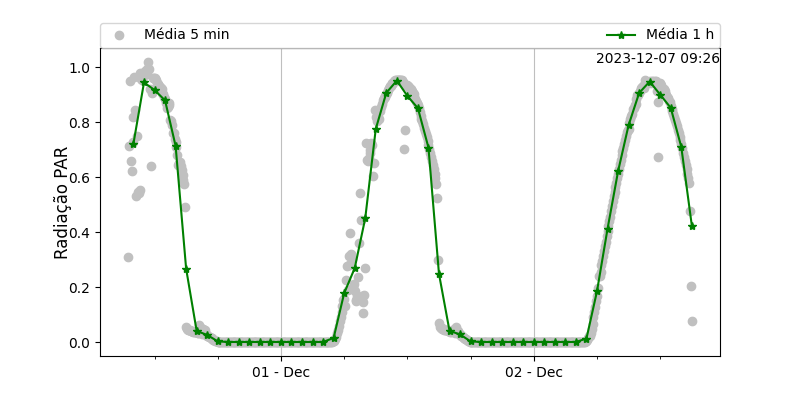 Média 5 min
Média 1 h
2023-12-07 09:26
Radiação PAR
1.0
0.8
0.6
0.4
0.2
0.0
01 - Dec
02 - Dec